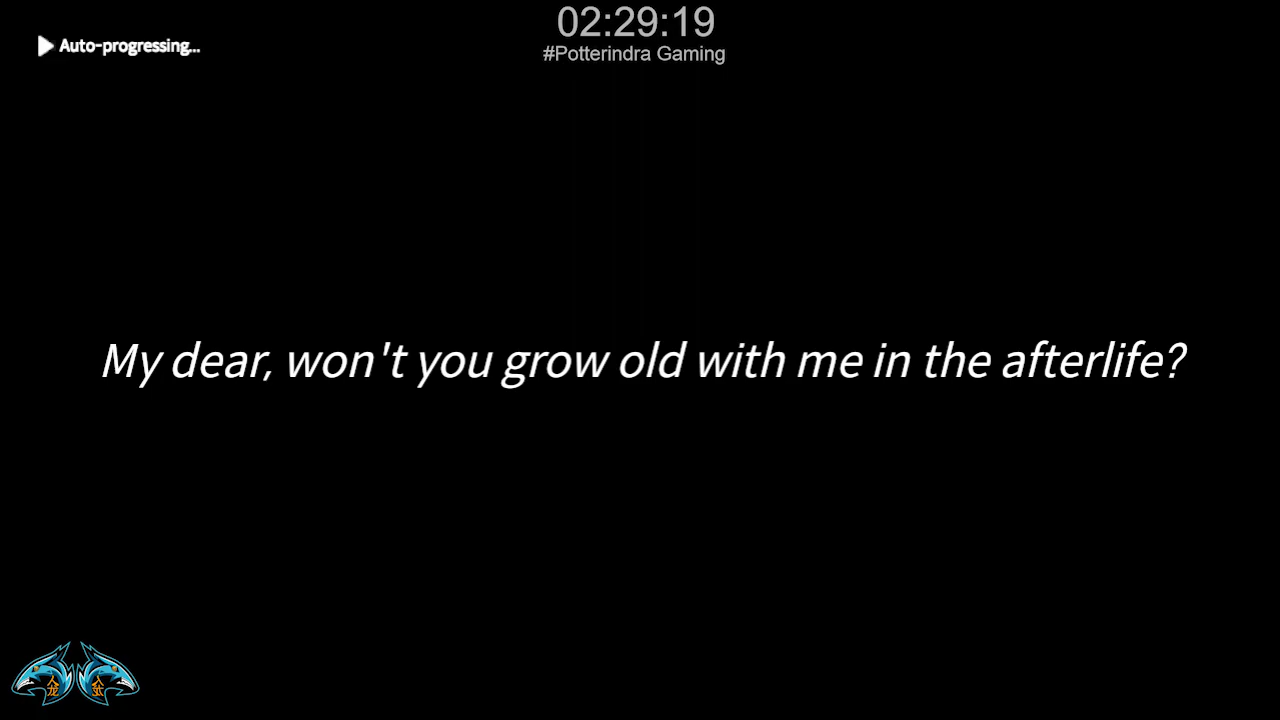 02:29:19
Auto-progressing...
#Potterindra Gaming
My dear, won't you grow old with me in the afterlife?